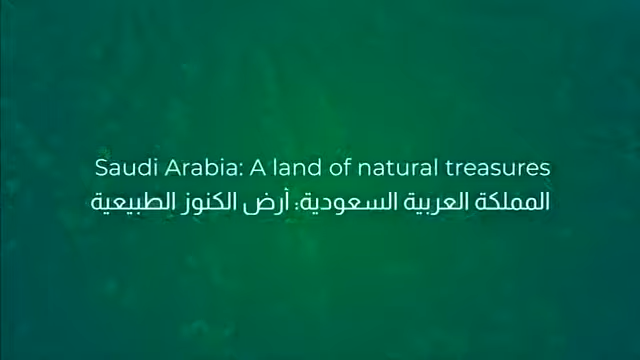 Saudi Arabia: A land of natural treasures
المملكة العربية السعودية: أرض الكنوز الطبيعية